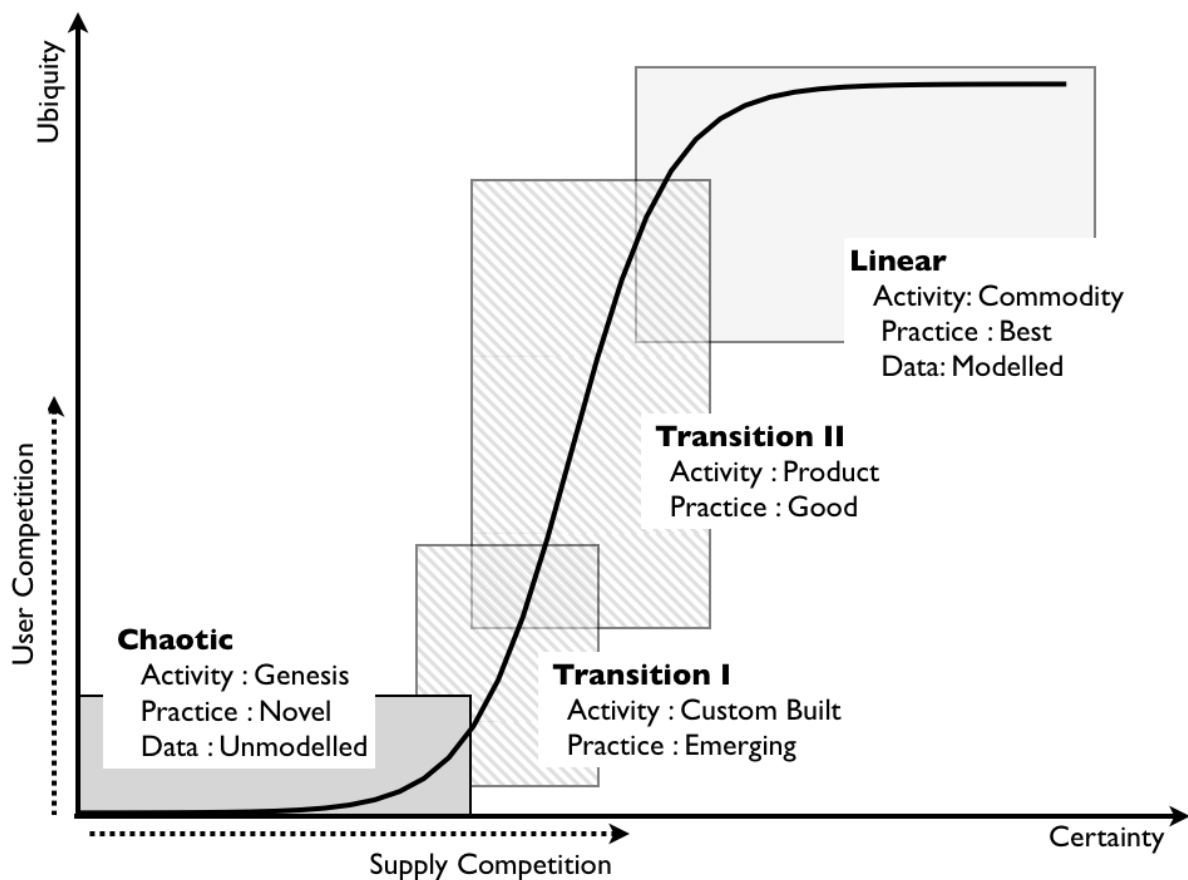 Ubiquity
Linear
Activity: Commodity
Practice : Best
Data: Modelled
Transition II
Activity : Product
Practice : Good
User Competition
Chaotic
Activity : Genesis
Practice : Novel
Data : Unmodelled
Transition I
Activity : Custom Built
Practice : Emerging
Certainty
Supply Competition